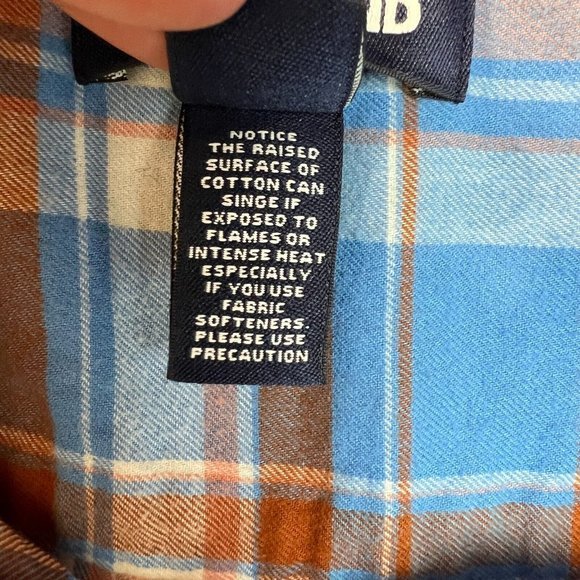 NOTICE
THE RAISED
SURFACE OF
COTTON CAN
SINGE IF
EXPOSED TO
FLAMES OR
INTENSE HEAT
ESPECIALLY
IF YOU USE
FABRIC
SOFTENERS.
PLEASE USE
PRECAUTION